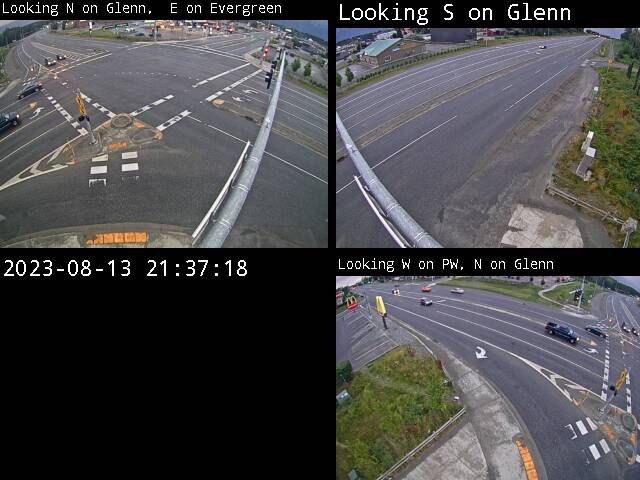 Looking N on Glenn,  E on Evergreen
Looking S on Glenn
2023-08-13 21:37:18
Looking W on PW, N on Glenn